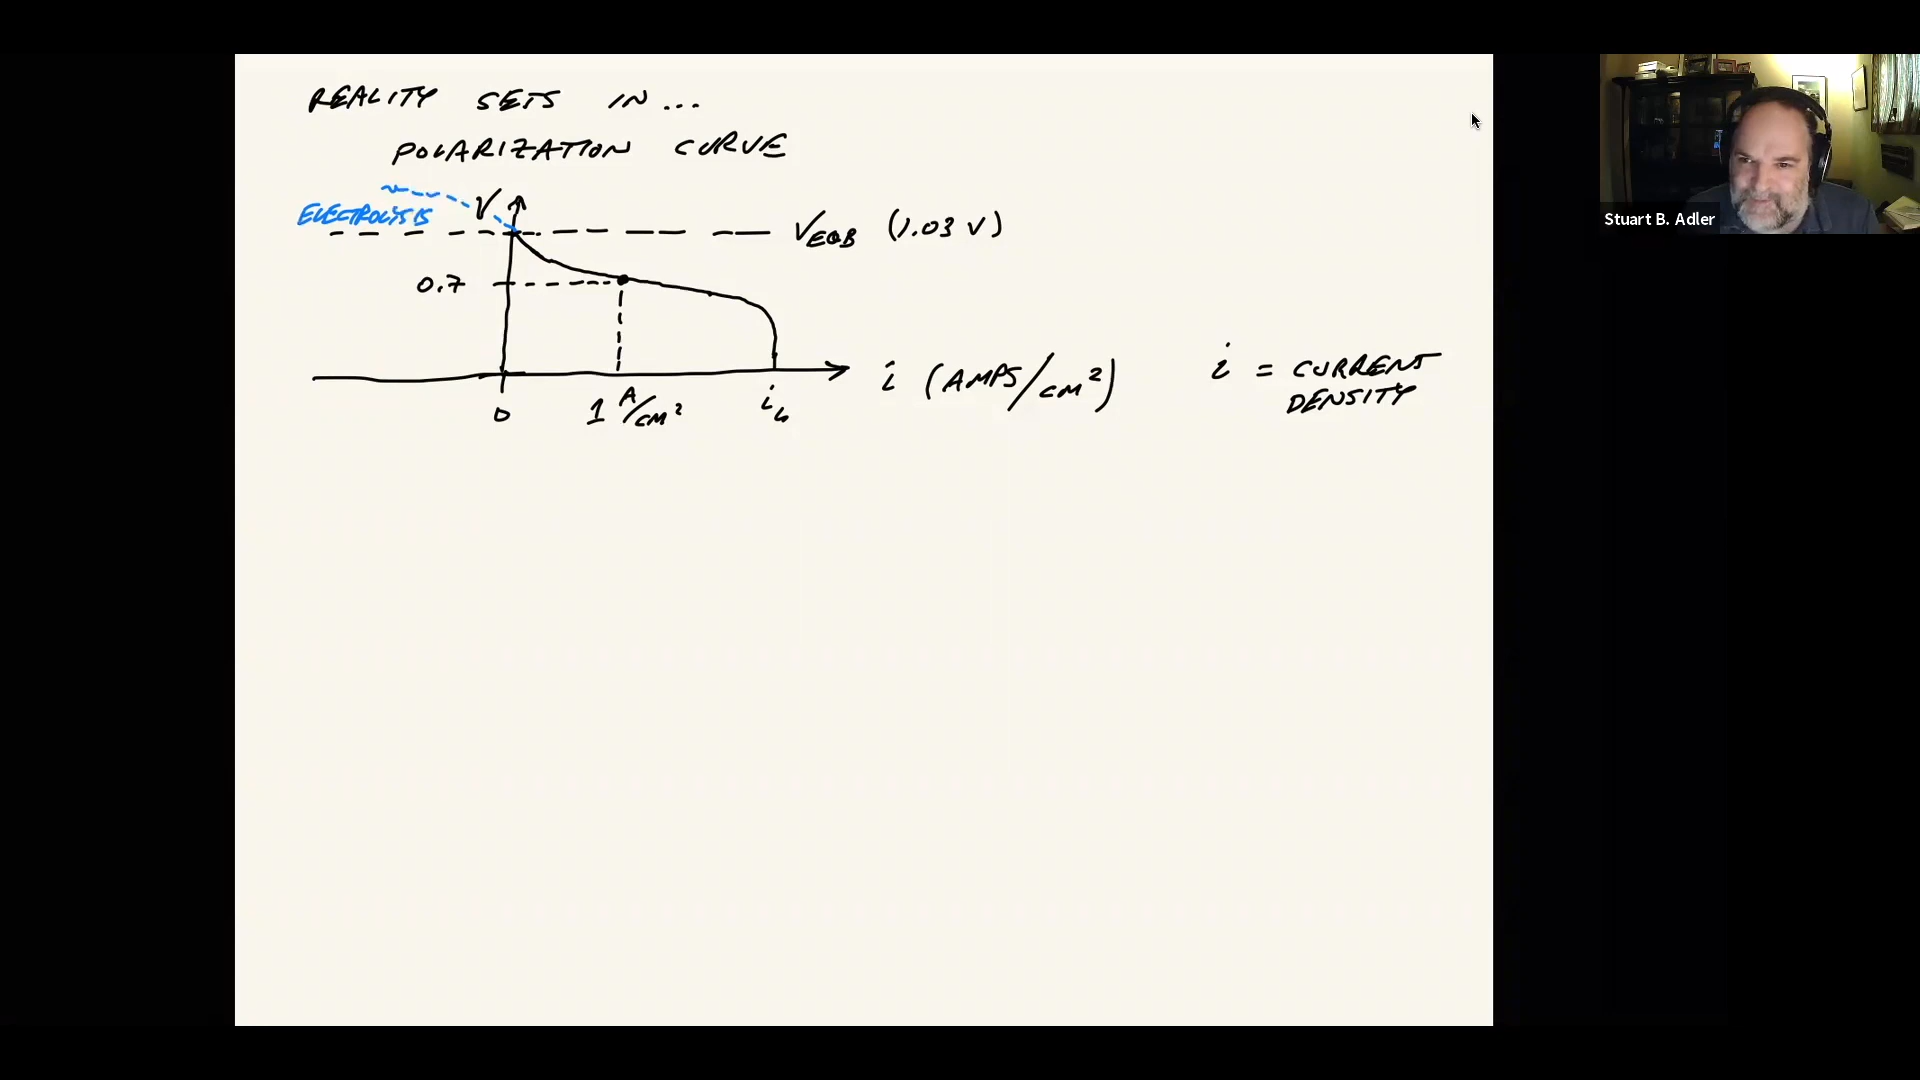 REALITY SETS IN...
POLARIZATION CURVE
ELECTROLYSIS
V
VEQB (1.03 V)
0.7
i (AMPS/cm²)
i = CURRENT
DENSITY
0
1 A/cm²
iL
Stuart B. Adler